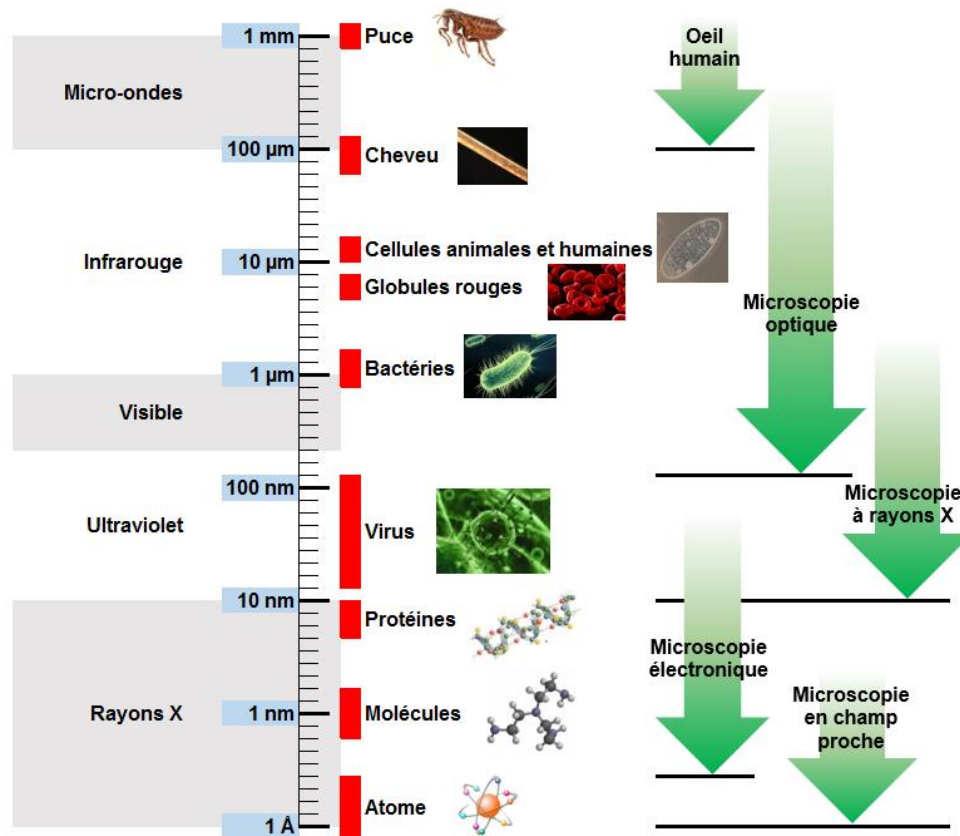 1 mm
Puce
Oeil
humain
Micro-ondes
100 µm
Cheveu
Infrarouge
10 µm
Cellules animales et humaines
Globules rouges
Microscopie
optique
1 µm
Bactéries
Visible
100 nm
Ultraviolet
Virus
Microscopie
à rayons X
10 nm
Protéines
Microscopie
électronique
Rayons X
1 nm
Molécules
Microscopie
en champ
proche
Atome
1 Å